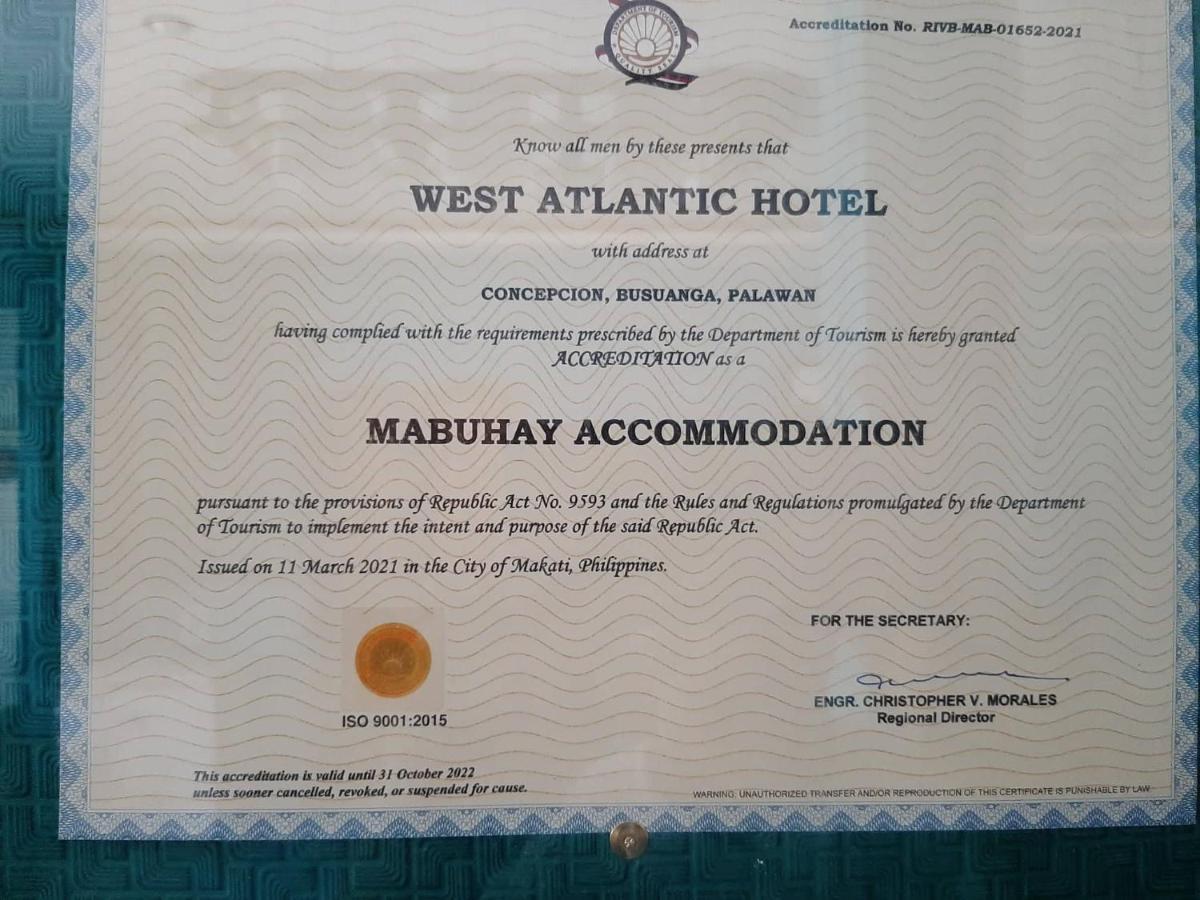 DEPARTMENT OF TOURISM
QUALITY SEAL
Accreditation No. RIVB-MAB-01652-2021
Know all men by these presents that
WEST ATLANTIC HOTEL
with address at
CONCEPCION, BUSUANGA, PALAWAN
having complied with the requirements prescribed by the Department of Tourism is hereby granted
ACCREDITATION as a
MABUHAY ACCOMMODATION
pursuant to the provisions of Republic Act No. 9593 and the Rules and Regulations promulgated by the Department
of Tourism to implement the intent and purpose of the said Republic Act.
Issued on 11 March 2021 in the City of Makati, Philippines.
FOR THE SECRETARY:
ENGR. CHRISTOPHER V. MORALES
Regional Director
ISO 9001:2015
This accreditation is valid until 31 October 2022
unless sooner cancelled, revoked, or suspended for cause.
WARNING: UNAUTHORIZED TRANSFER AND/OR REPRODUCTION OF THIS CERTIFICATE IS PUNISHABLE BY LAW